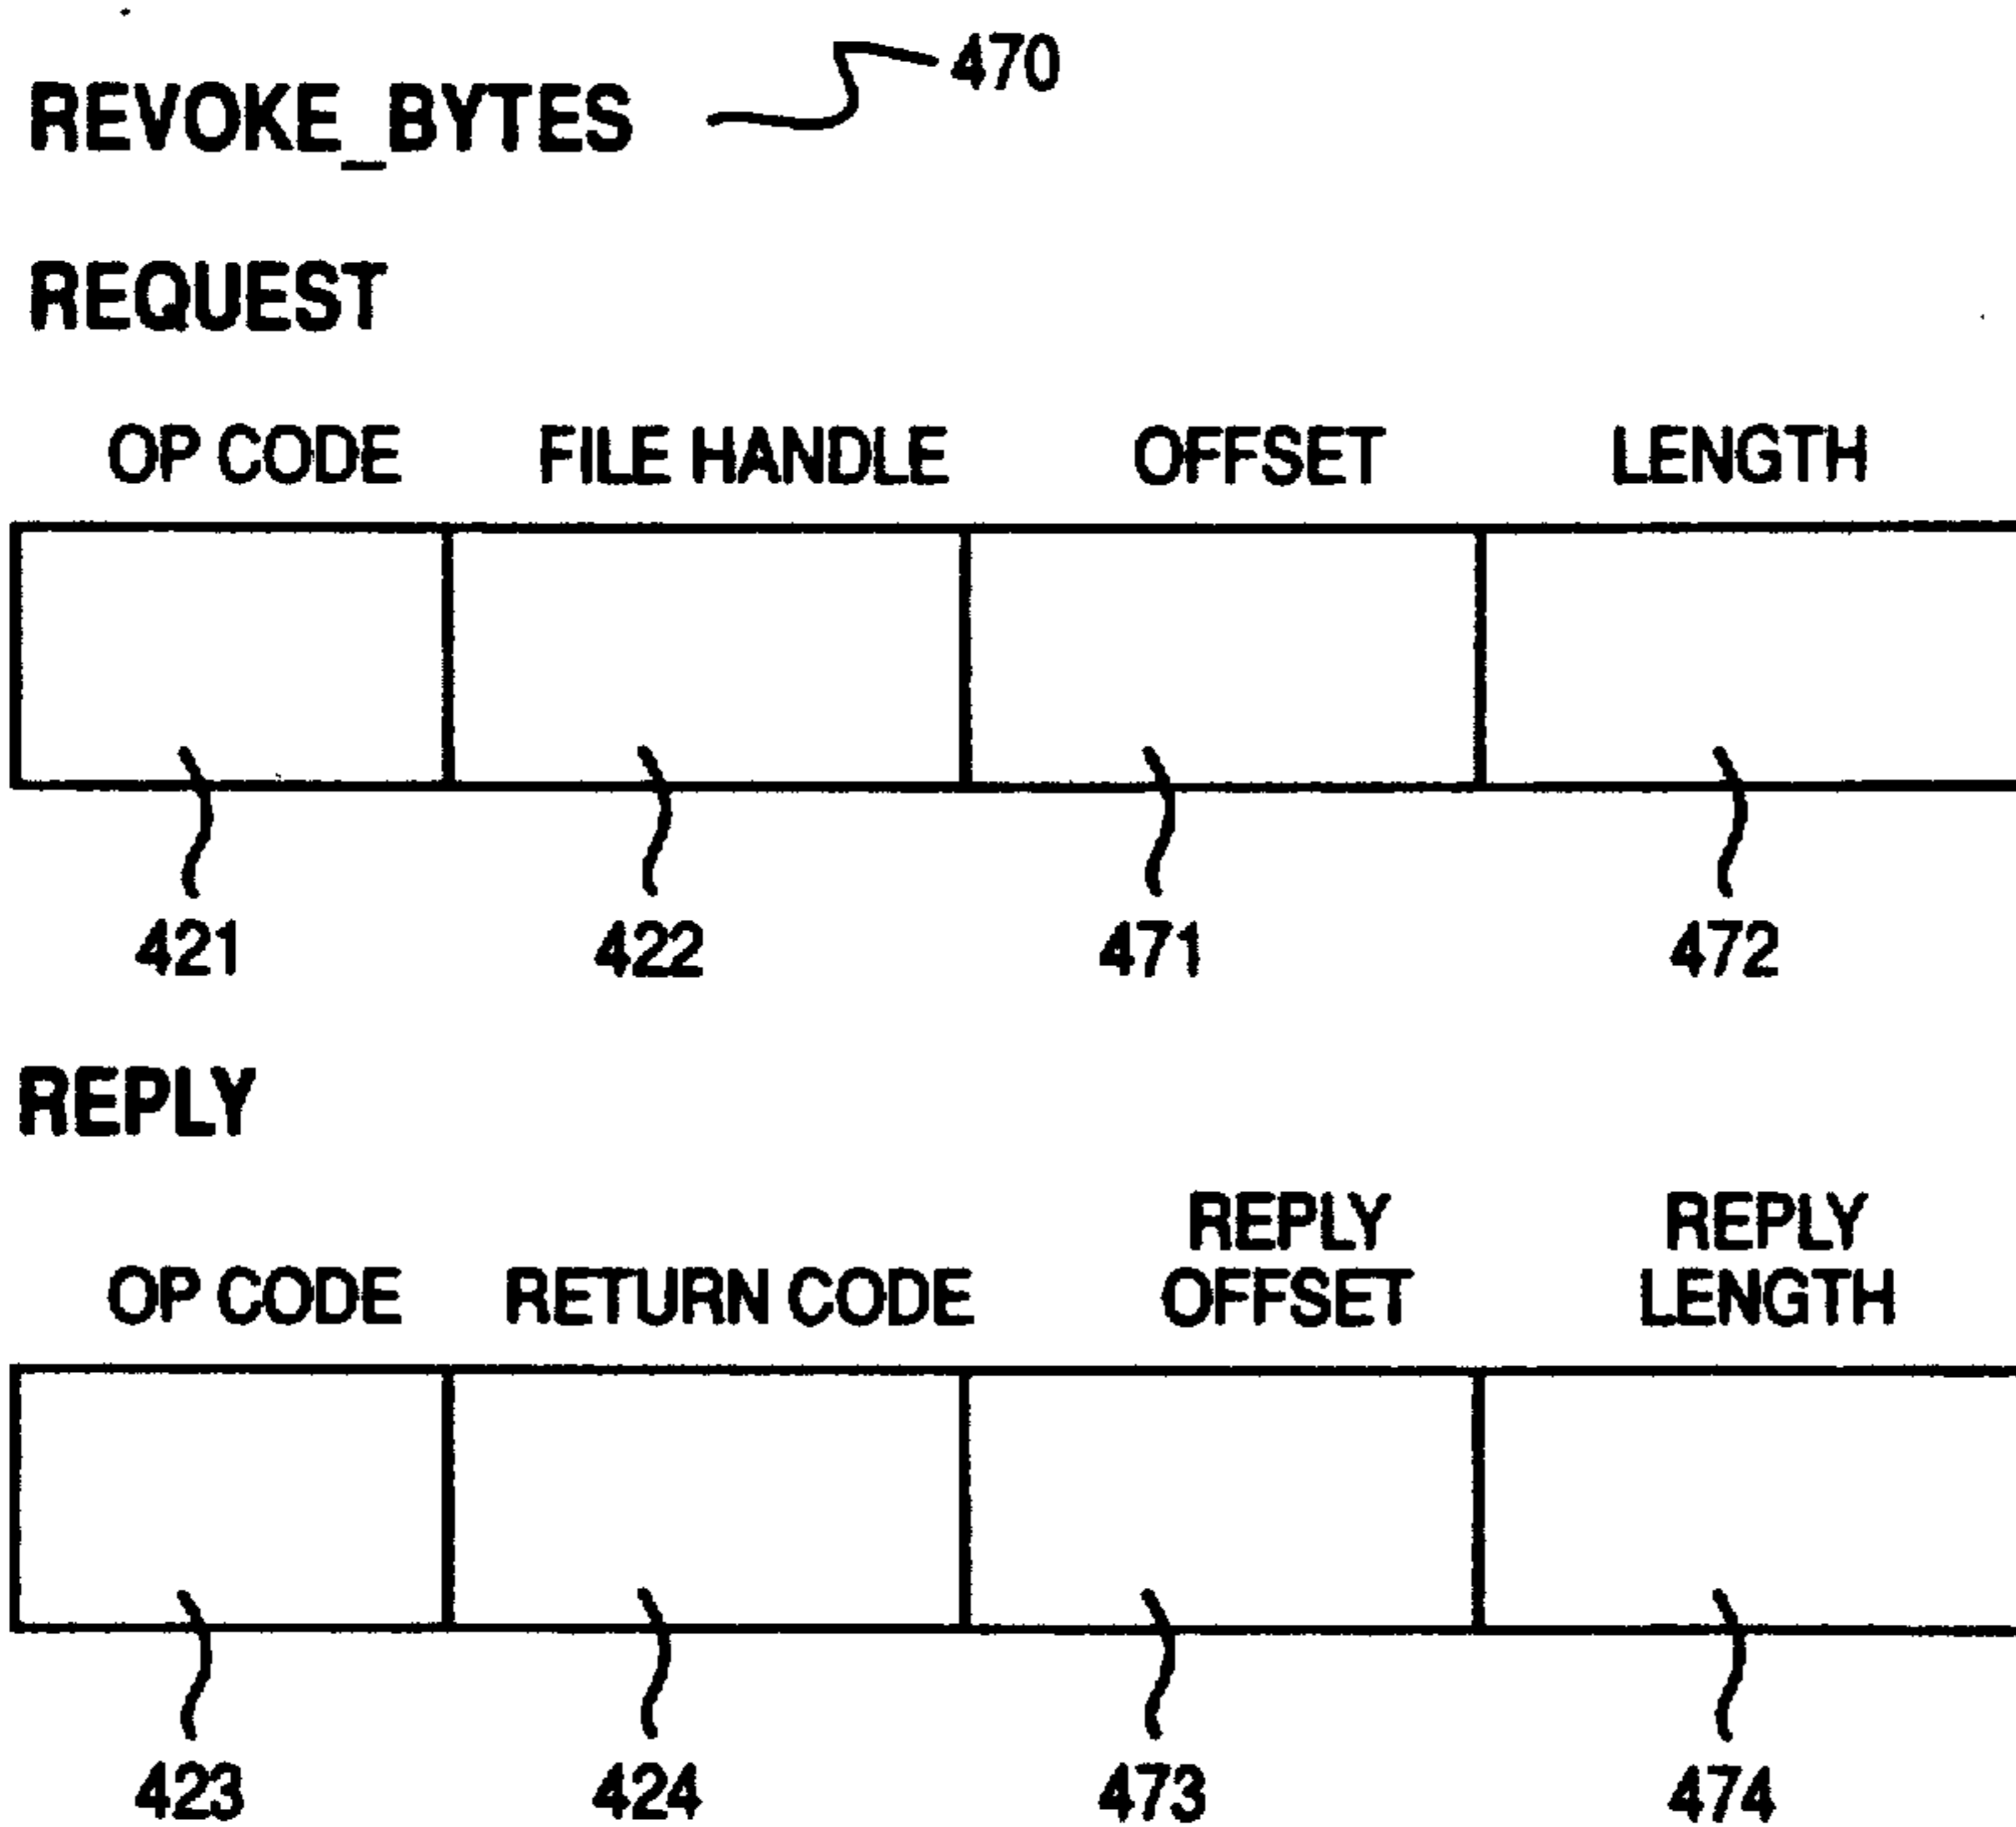 470
REVOKE_BYTES
REQUEST
OP CODE FILE HANDLE OFFSET LENGTH
421 422 471 472
REPLY
REPLY REPLY
OP CODE RETURN CODE OFFSET LENGTH
423 424 473 474